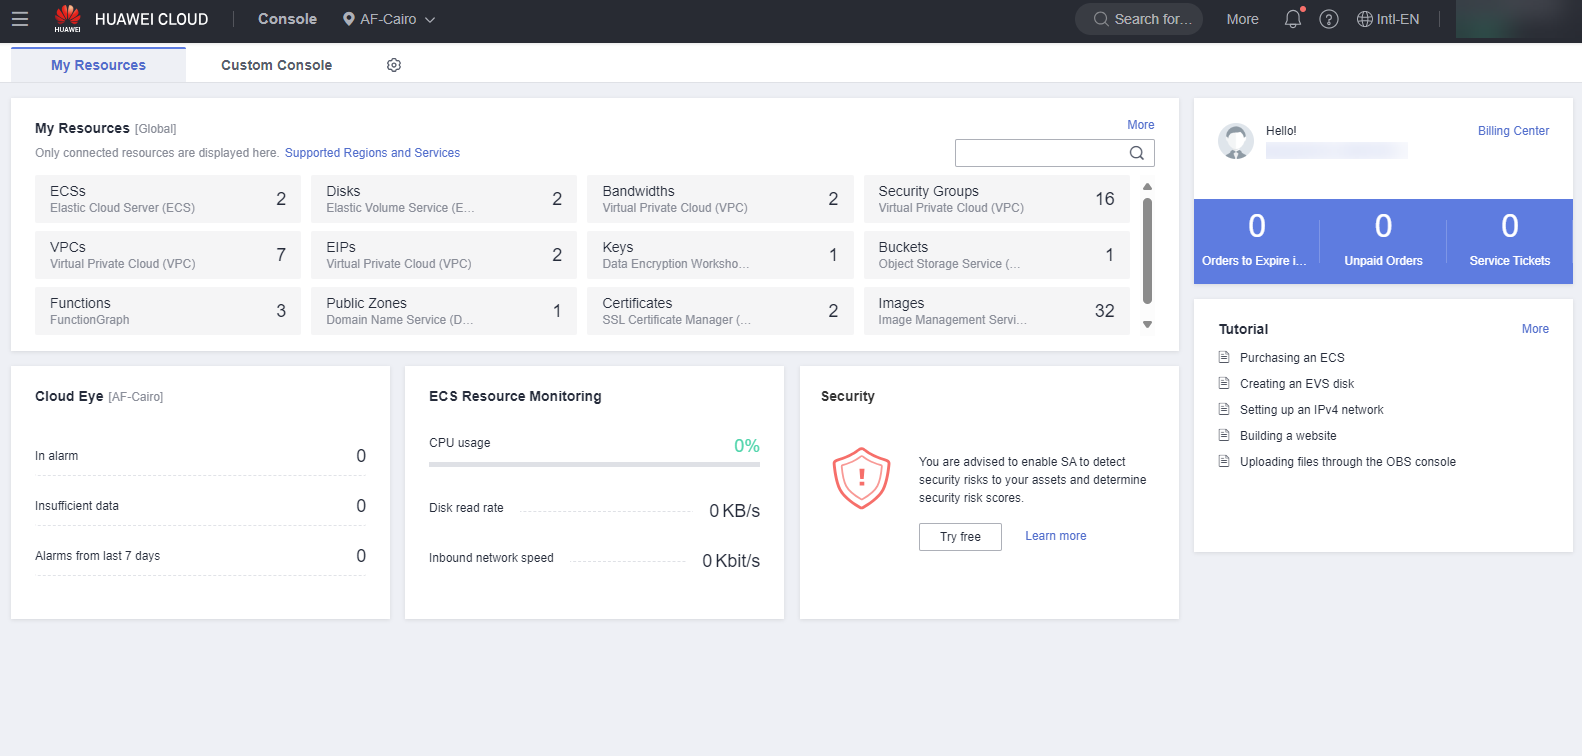 HUAWEI
HUAWEI CLOUD
Console
AF-Cairo
Search for...
More
Intl-EN
My Resources
Custom Console
My Resources [Global]
More
Only connected resources are displayed here. Supported Regions and Services
ECSs
Elastic Cloud Server (ECS)
2
Disks
Elastic Volume Service (E...
2
Bandwidths
Virtual Private Cloud (VPC)
2
Security Groups
Virtual Private Cloud (VPC)
16
VPCs
Virtual Private Cloud (VPC)
7
EIPs
Virtual Private Cloud (VPC)
2
Keys
Data Encryption Worksho...
1
Buckets
Object Storage Service (...
1
Functions
FunctionGraph
3
Public Zones
Domain Name Service (D...
1
Certificates
SSL Certificate Manager (...
2
Images
Image Management Servi...
32
Hello!
Billing Center
0
Orders to Expire i...
0
Unpaid Orders
0
Service Tickets
Tutorial
More
Purchasing an ECS
Creating an EVS disk
Setting up an IPv4 network
Building a website
Uploading files through the OBS console
Cloud Eye [AF-Cairo]
In alarm 0
Insufficient data 0
Alarms from last 7 days 0
ECS Resource Monitoring
CPU usage 0%
Disk read rate 0 KB/s
Inbound network speed 0 Kbit/s
Security
You are advised to enable SA to detect
security risks to your assets and determine
security risk scores.
Try free
Learn more